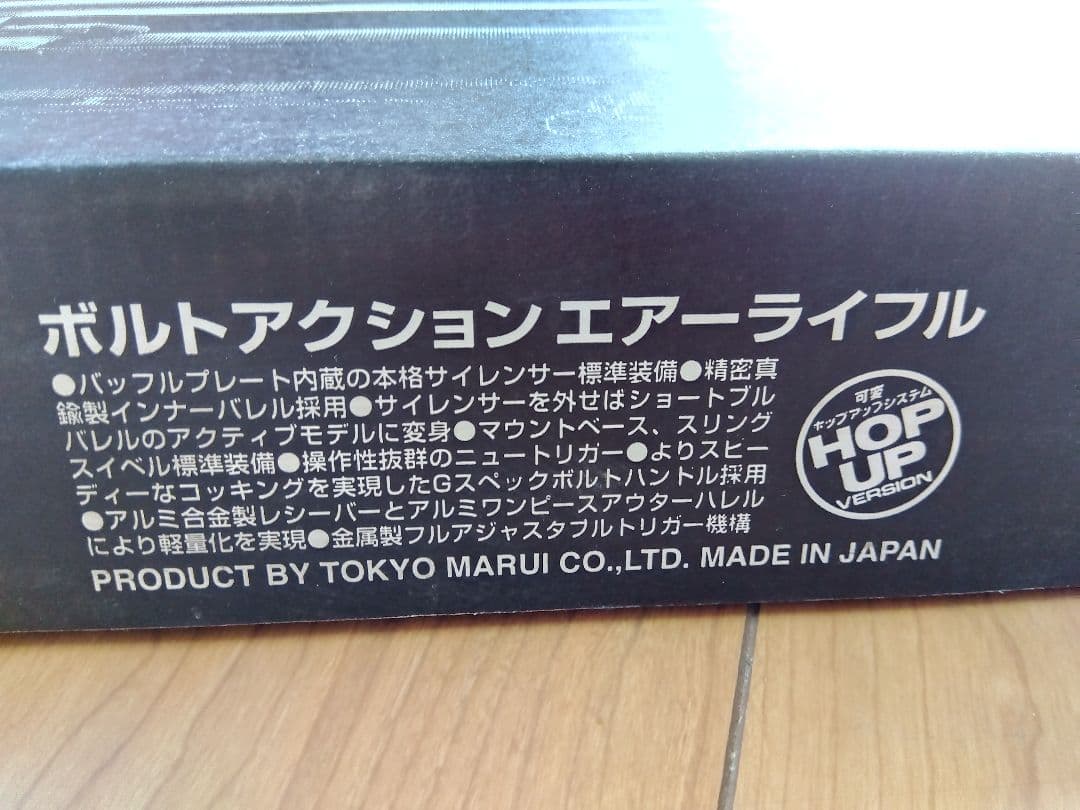 ボルトアクションエアーライフル
●バッフルプレート内蔵の本格サイレンサー標準装備●精密真
鍮製インナーバレル採用●サイレンサーを外せばショートブル
バレルのアクティブモデルに変身●マウントベース、スリング
スイベル標準装備●操作性抜群のニュートリガー●よりスピー
ディーなコッキングを実現したGスペックボルトハンドル採用
●アルミ合金製レシーバーとアルミワンピースアウターバレル
により軽量化を実現●金属製フルアジャスタブルトリガー機構
PRODUCT BY TOKYO MARUI CO.,LTD. MADE IN JAPAN
可変
ホップアップシステム
HOP
UP
VERSION